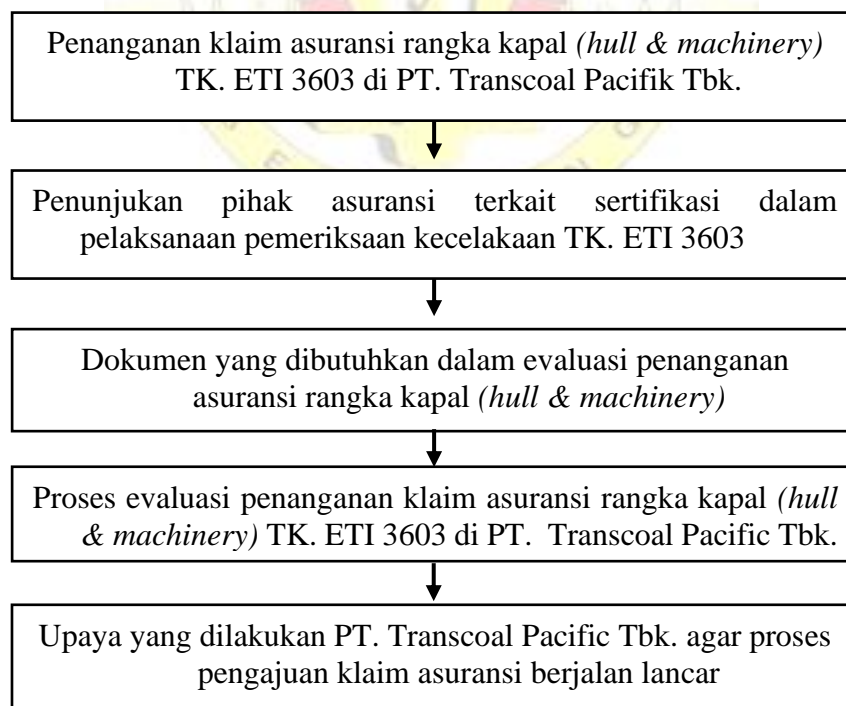 Penanganan klaim asuransi rangka kapal (hull & machinery)
TK. ETI 3603 di PT. Transcoal Pacifik Tbk.
Penunjukan pihak asuransi terkait sertifikasi dalam
pelaksanaan pemeriksaan kecelakaan TK. ETI 3603
Dokumen yang dibutuhkan dalam evaluasi penanganan
asuransi rangka kapal (hull & machinery)
Proses evaluasi penanganan klaim asuransi rangka kapal (hull
& machinery) TK. ETI 3603 di PT. Transcoal Pacific Tbk.
Upaya yang dilakukan PT. Transcoal Pacific Tbk. agar proses
pengajuan klaim asuransi berjalan lancar